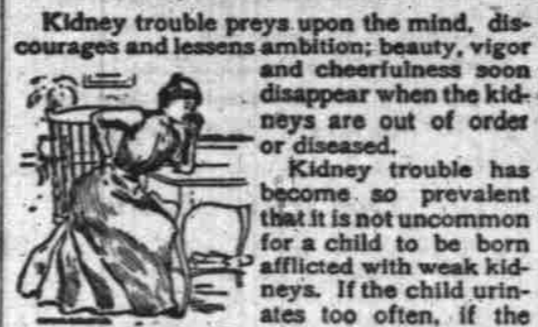 Kidney trouble preys upon the mind, dis-
courages and lessens ambition; beauty, vigor
and cheerfulness soon
disappear when the kid-
neys are out of order
or diseased.
Kidney trouble has
become so prevalent
that it is not uncommon
for a child to be born
afflicted with weak kid-
neys. If the child urin-
ates too often, if the